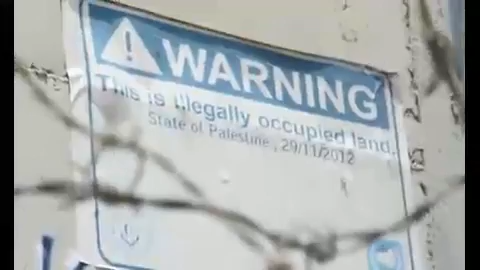 WARNING
This is illegally occupied land.
State of Palestine , 29/11/2012